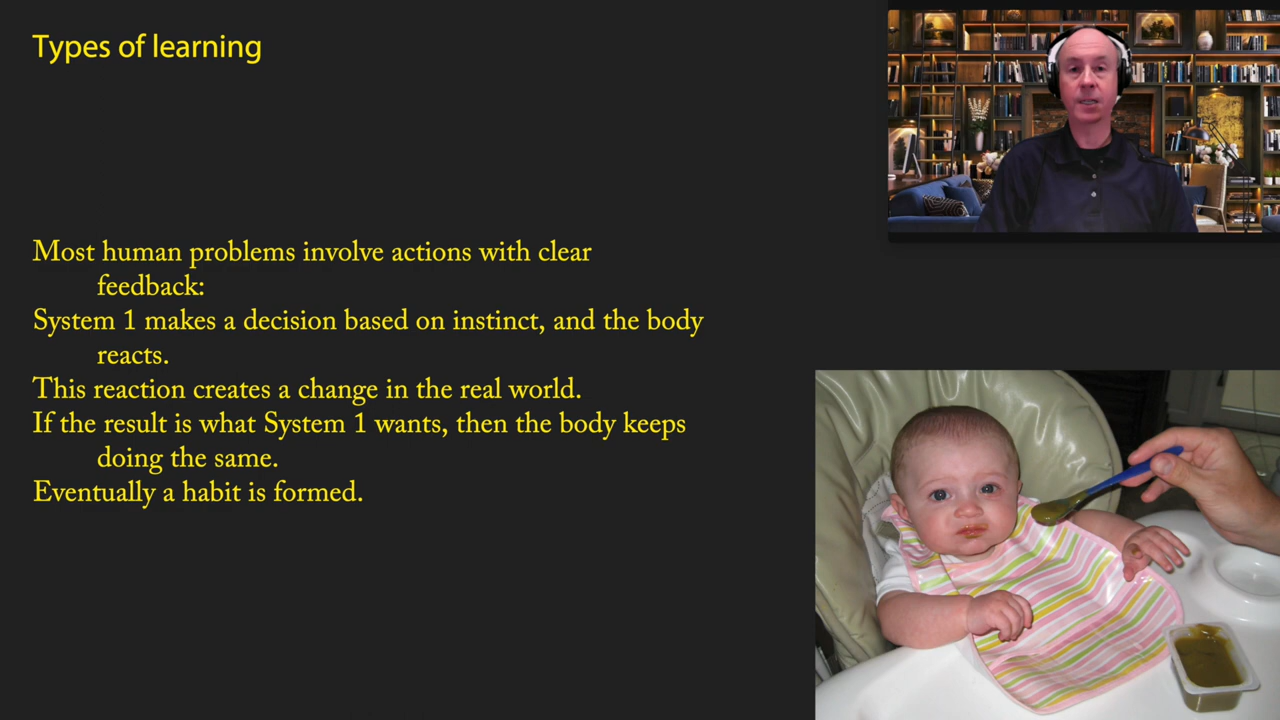 Types of learning
Most human problems involve actions with clear
feedback:
System 1 makes a decision based on instinct, and the body
reacts.
This reaction creates a change in the real world.
If the result is what System 1 wants, then the body keeps
doing the same.
Eventually a habit is formed.